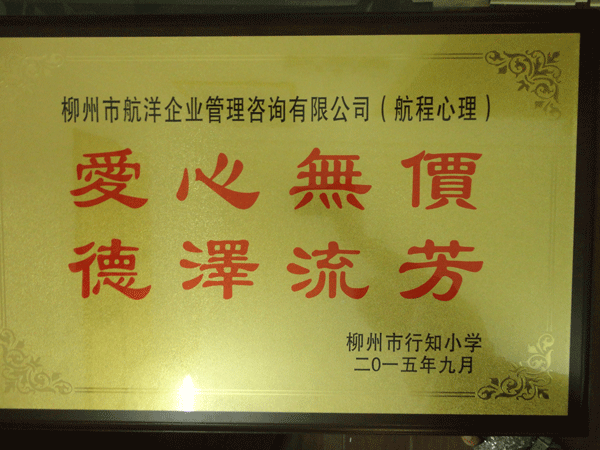 柳州市航洋企业管理咨询有限公司（航程心理）
愛心無價
德澤流芳
柳州市行知小学
二〇一五年九月